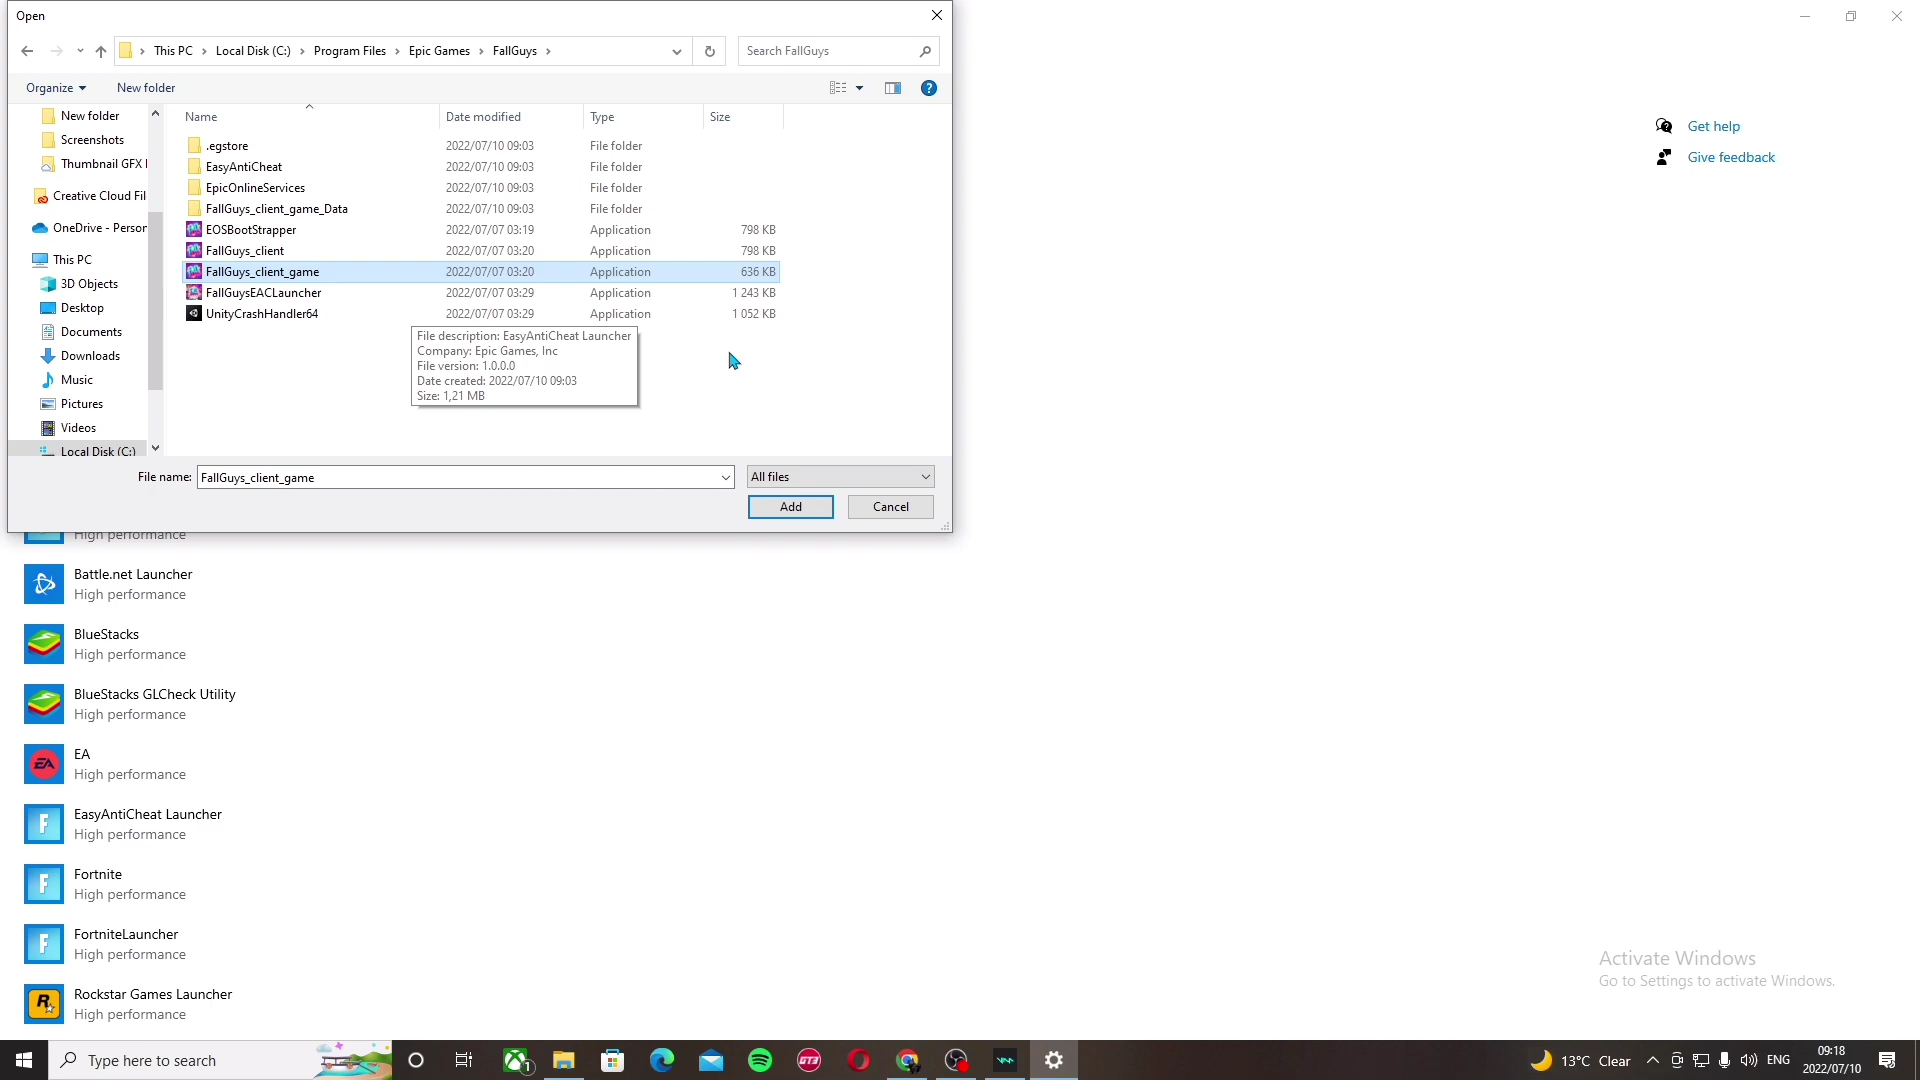 Open
This PC > Local Disk (C:) > Program Files > Epic Games > FallGuys >
Search FallGuys
Organize
New folder
New folder
Screenshots
Thumbnail GFX
Creative Cloud Fil
OneDrive - Person
This PC
3D Objects
Desktop
Documents
Downloads
Music
Pictures
Videos
Local Disk (C:)
Name Date modified Type Size
.egstore 2022/07/10 09:03 File folder
EasyAntiCheat 2022/07/10 09:03 File folder
EpicOnlineServices 2022/07/10 09:03 File folder
FallGuys_client_game_Data 2022/07/10 09:03 File folder
EOSBootStrapper 2022/07/07 03:19 Application 798 KB
FallGuys_client 2022/07/07 03:20 Application 798 KB
FallGuys_client_game 2022/07/07 03:20 Application 636 KB
FallGuysEACLauncher 2022/07/07 03:29 Application 1 243 KB
UnityCrashHandler64 2022/07/07 03:29 Application 1 052 KB
File description: EasyAntiCheat Launcher
Company: Epic Games, Inc
File version: 1.0.0.0
Date created: 2022/07/10 09:03
Size: 1,21 MB
File name: FallGuys_client_game All files
Add Cancel
Get help
Give feedback
High performance
Battle.net Launcher
High performance
BlueStacks
High performance
BlueStacks GLCheck Utility
High performance
EA
High performance
EasyAntiCheat Launcher
High performance
Fortnite
High performance
FortniteLauncher
High performance
Rockstar Games Launcher
High performance
Activate Windows
Go to Settings to activate Windows.
Type here to search
13°C Clear
ENG
09:18
2022/07/10